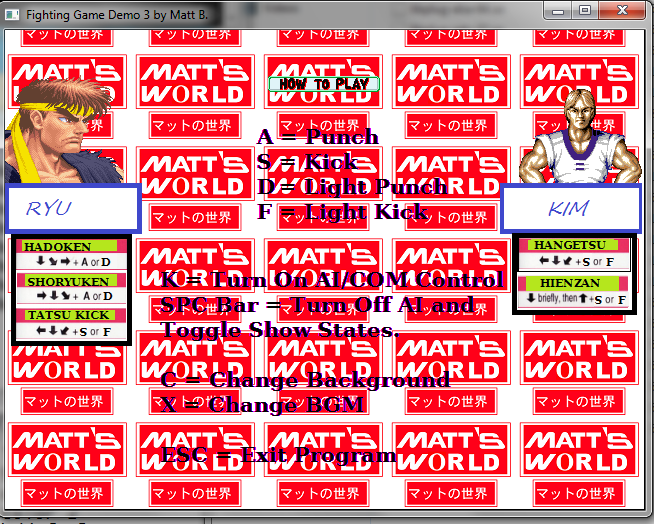 Fighting Game Demo 3 by Matt B.
HOW TO PLAY
A = Punch
S = Kick
D = Light Punch
F = Light Kick
RYU
KIM
HADOKEN
+ A or D
SHORYUKEN
+ A or D
TATSU KICK
+S or F
HANGETSU
+S or F
HIENZAN
briefly, then +S or F
K = Turn On AI/COM Control
SPC Bar = Turn Off AI and
Toggle Show States.
C = Change Background
X = Change BGM
ESC = Exit Program
MATT'S WORLD
マットの世界